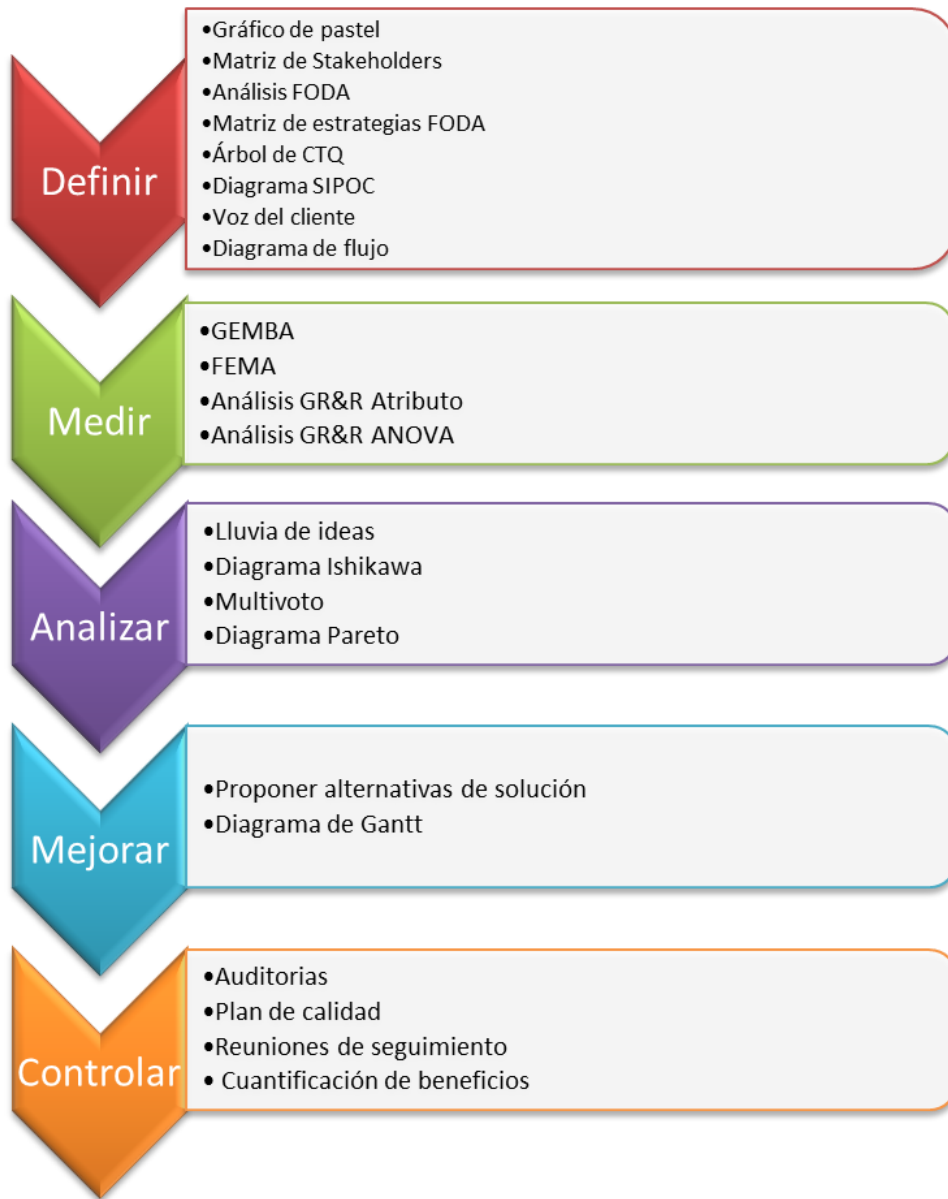 Definir
•Gráfico de pastel
•Matriz de Stakeholders
•Análisis FODA
•Matriz de estrategias FODA
•Árbol de CTQ
•Diagrama SIPOC
•Voz del cliente
•Diagrama de flujo
Medir
•GEMBA
•FEMA
•Análisis GR&R Atributo
•Análisis GR&R ANOVA
Analizar
•Lluvia de ideas
•Diagrama Ishikawa
•Multivoto
•Diagrama Pareto
Mejorar
•Proponer alternativas de solución
•Diagrama de Gantt
Controlar
•Auditorias
•Plan de calidad
•Reuniones de seguimiento
• Cuantificación de beneficios